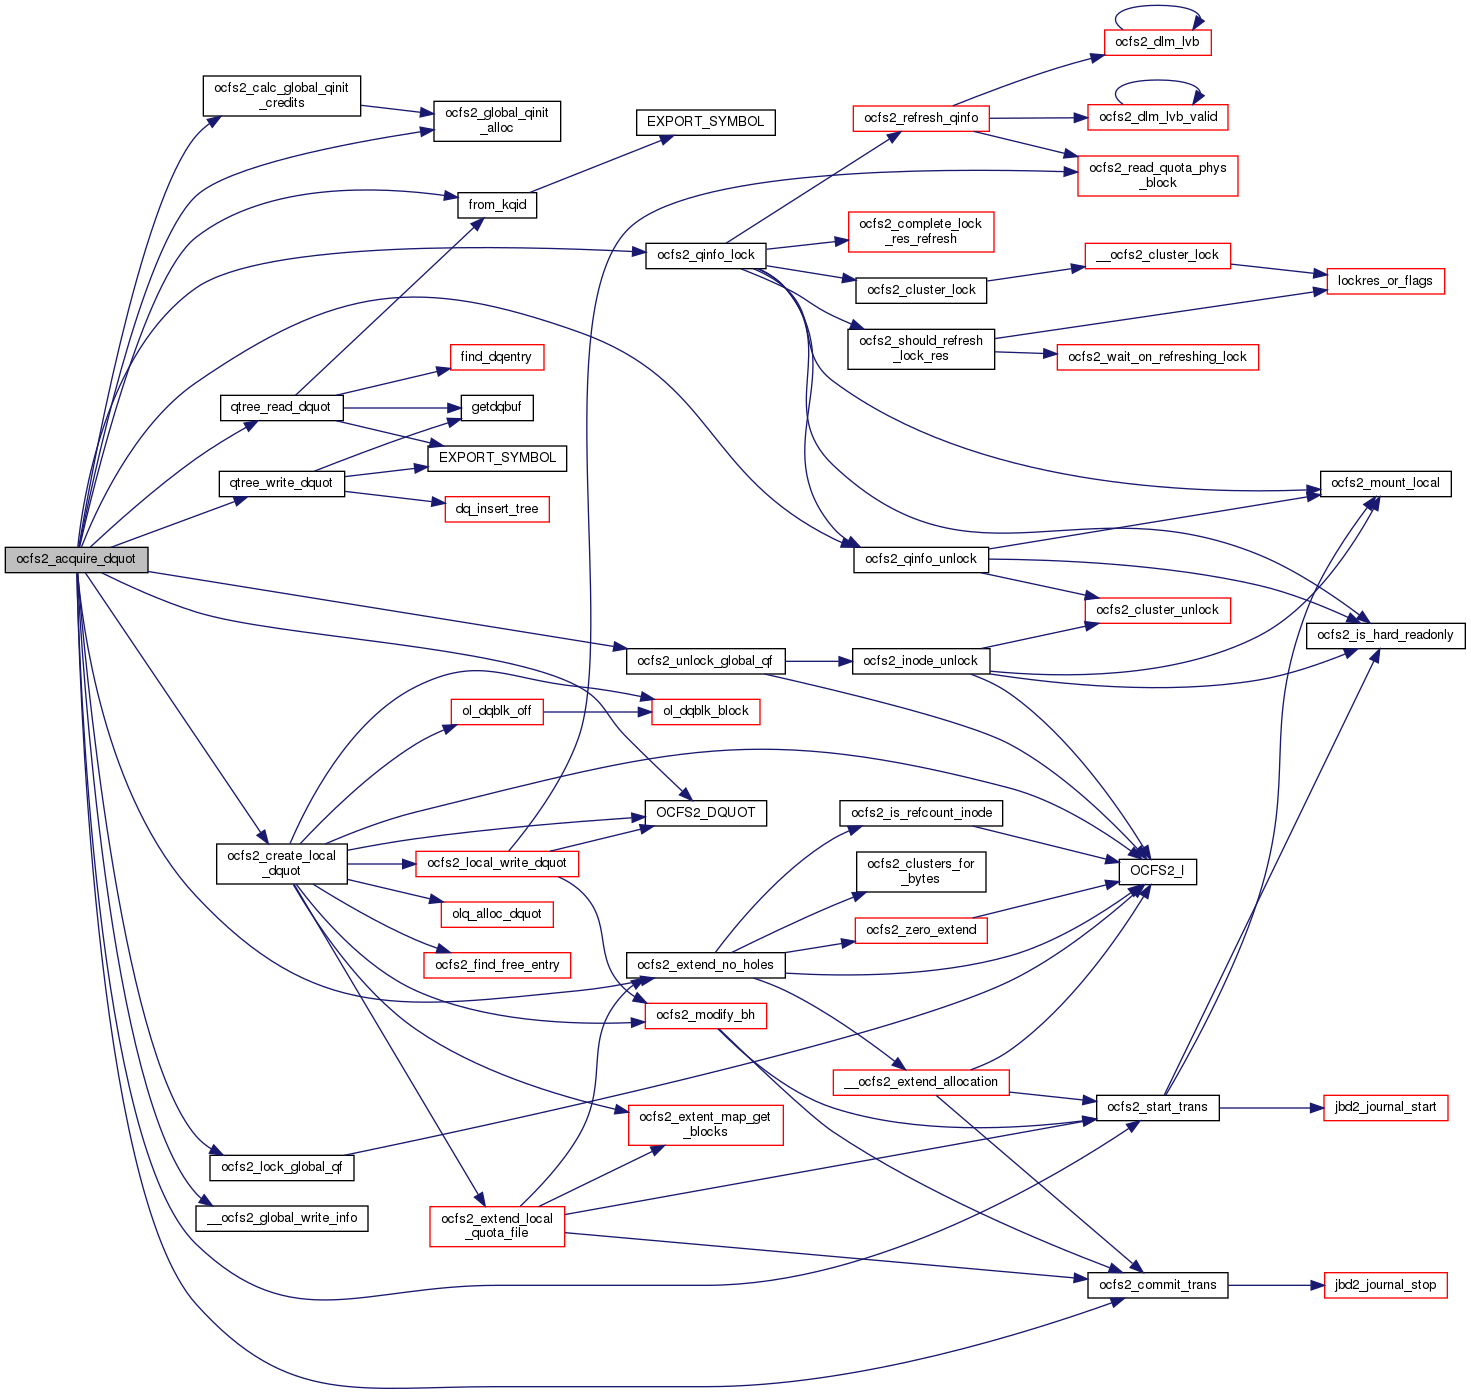 ocfs2_dlm_lvb
ocfs2_calc_global_qinit
_credits
ocfs2_global_qinit
_alloc
EXPORT_SYMBOL
ocfs2_refresh_qinfo
ocfs2_dlm_lvb_valid
ocfs2_read_quota_phys
_block
from_kqid
ocfs2_qinfo_lock
ocfs2_complete_lock
_res_refresh
__ocfs2_cluster_lock
ocfs2_cluster_lock
lockres_or_flags
ocfs2_should_refresh
_lock_res
ocfs2_wait_on_refreshing_lock
find_dqentry
qtree_read_dquot
getdqbuf
EXPORT_SYMBOL
qtree_write_dquot
dq_insert_tree
ocfs2_mount_local
ocfs2_acquire_dquot
ocfs2_qinfo_unlock
ocfs2_cluster_unlock
ocfs2_is_hard_readonly
ocfs2_unlock_global_qf
ocfs2_inode_unlock
ol_dqblk_off
ol_dqblk_block
OCFS2_DQUOT
ocfs2_is_refcount_inode
ocfs2_create_local
_dquot
ocfs2_local_write_dquot
ocfs2_clusters_for
_bytes
OCFS2_I
olq_alloc_dquot
ocfs2_zero_extend
ocfs2_find_free_entry
ocfs2_extend_no_holes
ocfs2_modify_bh
__ocfs2_extend_allocation
ocfs2_start_trans
jbd2_journal_start
ocfs2_extent_map_get
_blocks
ocfs2_lock_global_qf
__ocfs2_global_write_info
ocfs2_extend_local
_quota_file
ocfs2_commit_trans
jbd2_journal_stop